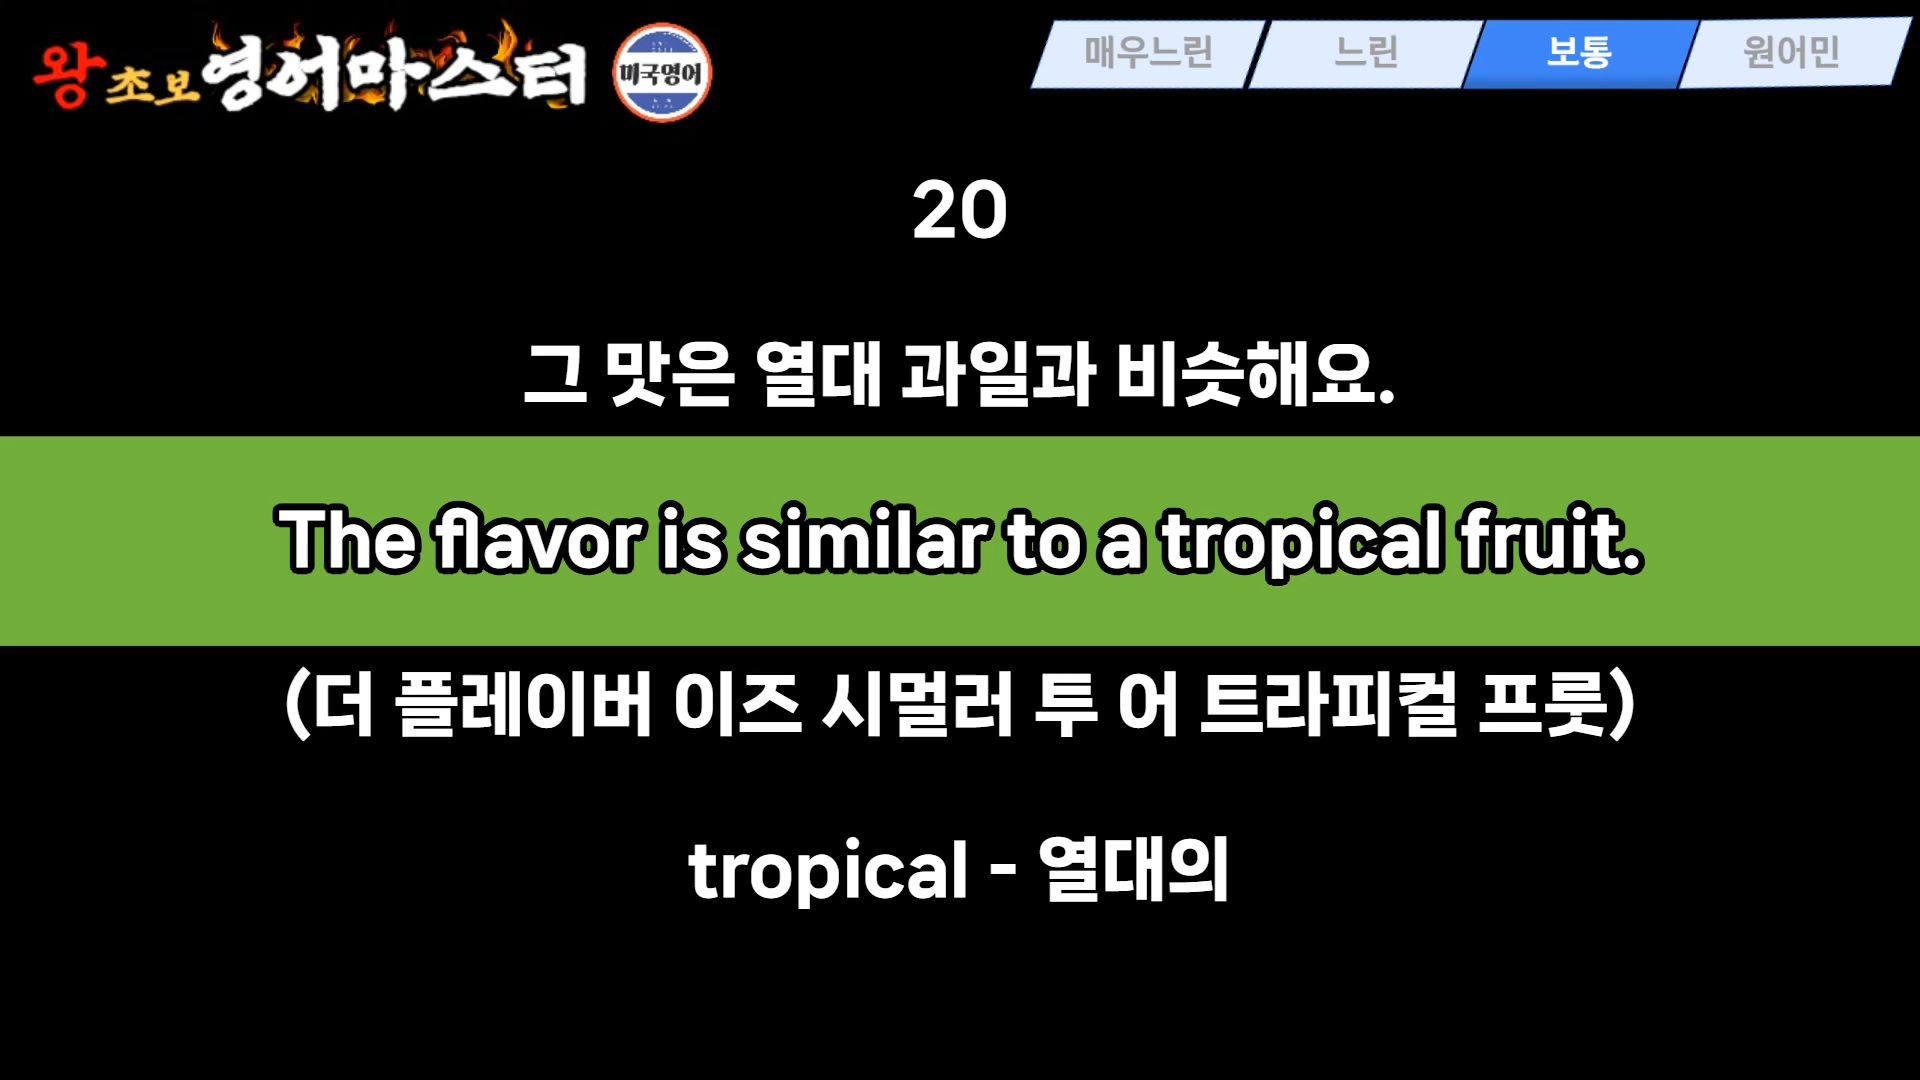 왕초보영어마스터 미국영어
매우느린 느린 보통 원어민
20
그 맛은 열대 과일과 비슷해요.
The flavor is similar to a tropical fruit.
(더 플레이버 이즈 시멀러 투 어 트라피컬 프룻)
tropical - 열대의